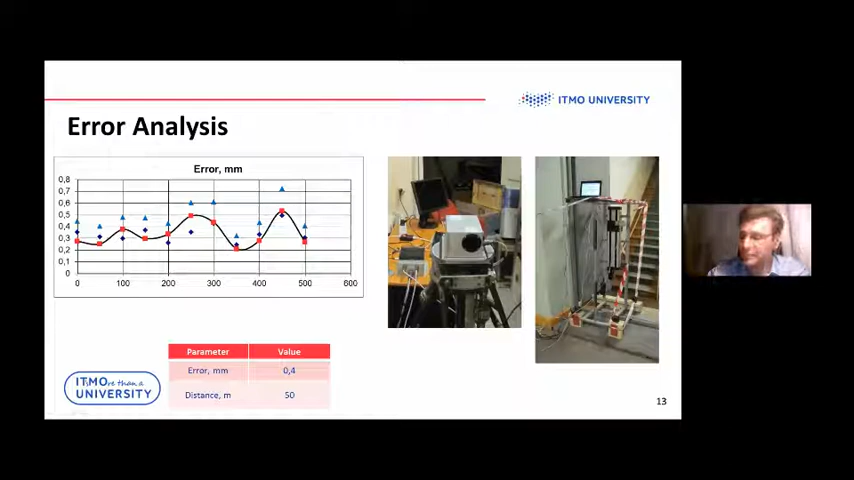 ITMO UNIVERSITY
Error Analysis
Error, mm
0,8
0,7
0,6
0,5
0,4
0,3
0,2
0,1
0
0 100 200 300 400 500 600
Parameter Value
Error, mm 0,4
Distance, m 50
ITsMOre than a
UNIVERSITY
13